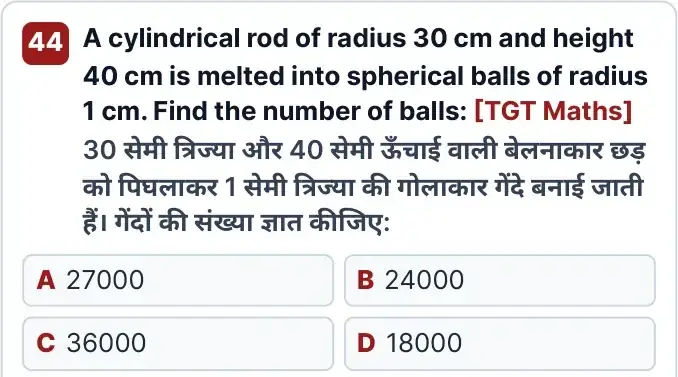 44 A cylindrical rod of radius 30 cm and height
40 cm is melted into spherical balls of radius
1 cm. Find the number of balls: [TGT Maths]
30 सेमी त्रिज्या और 40 सेमी ऊँचाई वाली बेलनाकार छड़
को पिघलाकर 1 सेमी त्रिज्या की गोलाकार गेंदे बनाई जाती
हैं। गेंदों की संख्या ज्ञात कीजिए:
A 27000
B 24000
C 36000
D 18000